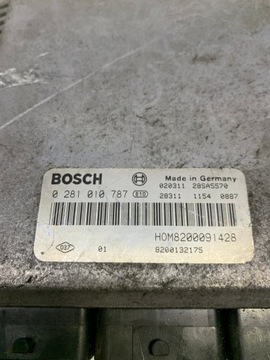 BOSCH Made in Germany
020311 28SA5570
0 281 010 787 28311 1154 0887
HOM8200091428
01 8200132175